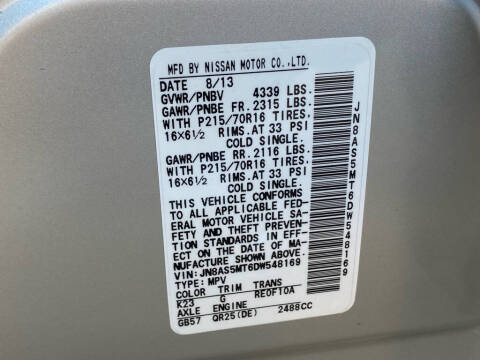 MFD BY NISSAN MOTOR CO.,LTD.
DATE 8/13
GVWR/PNBV 4339 LBS.
GAWR/PNBE FR. 2315 LBS.
WITH P215/70R16 TIRES,
16X6½ RIMS.AT 33 PSI
COLD SINGLE.
GAWR/PNBE RR. 2116 LBS.
WITH P215/70R16 TIRES,
16X6½ RIMS.AT 33 PSI
COLD SINGLE.
THIS VEHICLE CONFORMS
TO ALL APPLICABLE FED-
ERAL MOTOR VEHICLE SA-
FETY AND THEFT PREVEN-
TION STANDARDS IN EFF-
ECT ON THE DATE OF MA-
NUFACTURE SHOWN ABOVE.
VIN: JN8AS5MT6DW548169
TYPE: MPV
COLOR TRIM TRANS
K23 G RE0F10A
AXLE ENGINE
GB57 QR25(DE) 2488CC
JN8AS5MT6DW548169